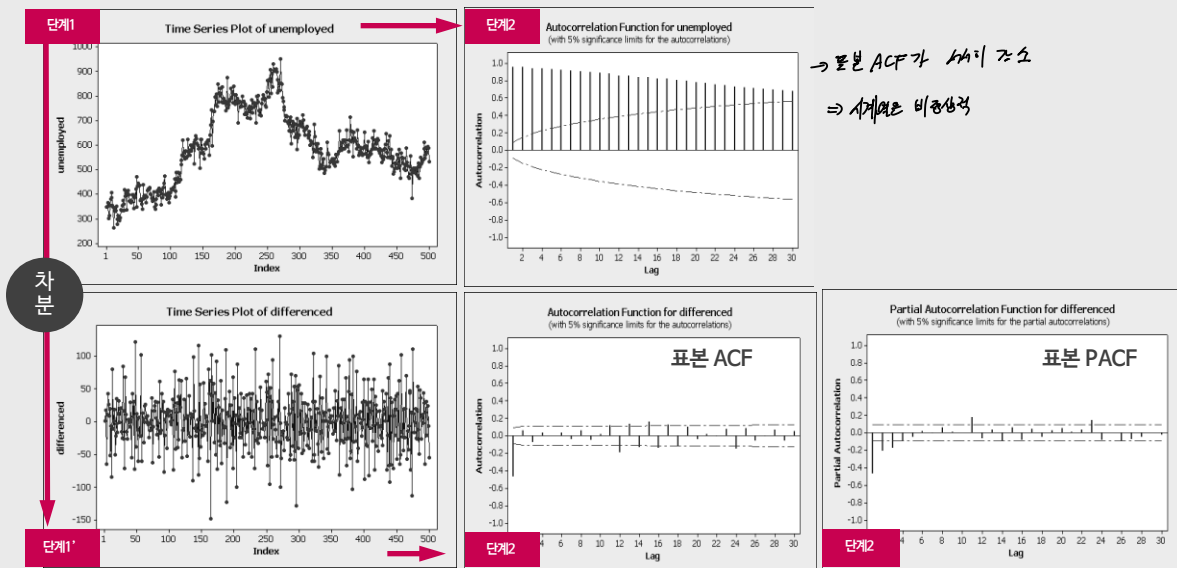 단계1
Time Series Plot of unemployed
1000
900
800
700
600
500
400
300
200
unemployed
1 50 100 150 200 250 300 350 400 450 500
Index
단계2
Autocorrelation Function for unemployed
(with 5% significance limits for the autocorrelations)
1.0
0.8
0.6
0.4
0.2
0.0
-0.2
-0.4
-0.6
-0.8
-1.0
Autocorrelation
2 4 6 8 10 12 14 16 18 20 22 24 26 28 30
Lag
→ 표본 ACF가 서서히 감소
⇒ 시계열은 비정상적
차
분
Time Series Plot of differenced
100
50
0
-50
-100
-150
differenced
1 50 100 150 200 250 300 350 400 450 500
Index
단계1'
Autocorrelation Function for differenced
(with 5% significance limits for the autocorrelations)
표본 ACF
1.0
0.8
0.6
0.4
0.2
0.0
-0.2
-0.4
-0.6
-0.8
-1.0
Autocorrelation
4 6 8 10 12 14 16 18 20 22 24 26 28 30
Lag
단계2
Partial Autocorrelation Function for differenced
(with 5% significance limits for the partial autocorrelations)
표본 PACF
1.0
0.8
0.6
0.4
0.2
0.0
-0.2
-0.4
-0.6
-0.8
-1.0
Partial Autocorrelation
4 6 8 10 12 14 16 18 20 22 24 26 28 30
Lag
단계2